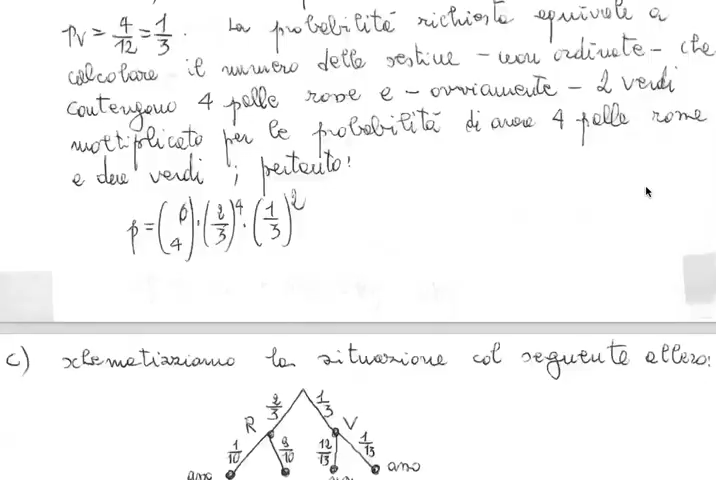 pv = 4/12 = 1/3 . La probabilità richiesta equivale a
calcolare il numero delle sestine - non ordinate - che
contengono 4 palle rosse e - ovviamente - 2 verdi
moltiplicato per la probabilità di avere 4 palle rosse
e due verdi ; pertanto:
p = (6 4) · (2/3)^4 · (1/3)^2
c) schematizziamo la situazione col seguente albero:
2/3 1/3
R V
1/10 9/10 12/13 1/13
asso asso